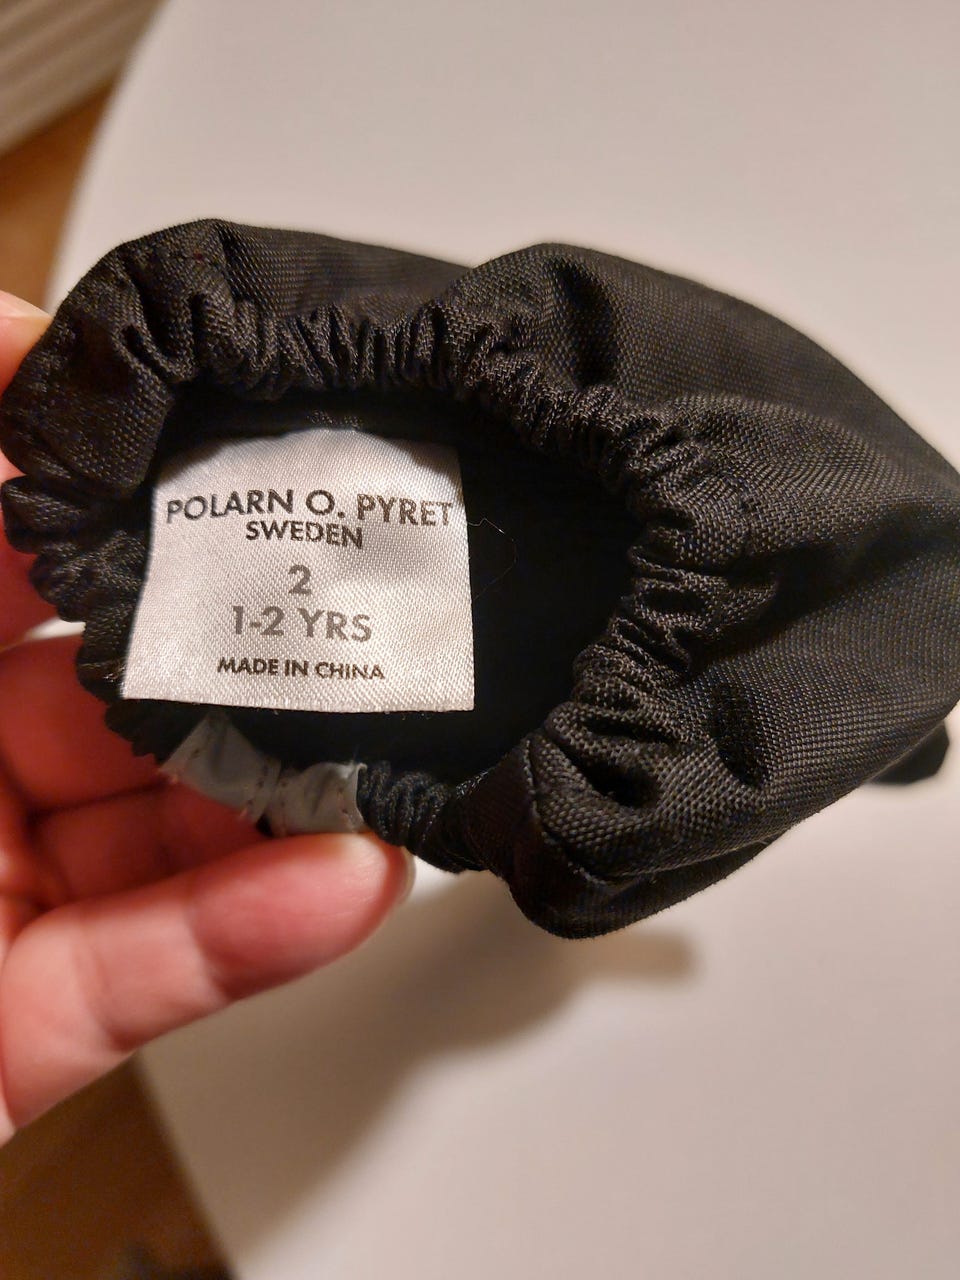 POLARN O. PYRET
SWEDEN
2
1-2 YRS
MADE IN CHINA